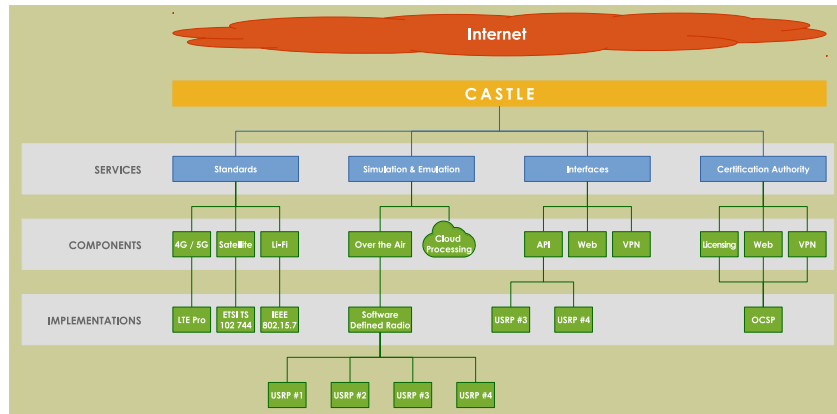 Internet
CASTLE
SERVICES
Standards
Simulation & Emulation
Interfaces
Certification Authority
COMPONENTS
4G / 5G
Satellite
Li-Fi
Over the Air
Cloud
Processing
API
Web
VPN
Licensing
Web
VPN
IMPLEMENTATIONS
LTE Pro
ETSI TS
102 744
IEEE
802.15.7
Software
Defined Radio
USRP #3
USRP #4
OCSP
USRP #1
USRP #2
USRP #3
USRP #4